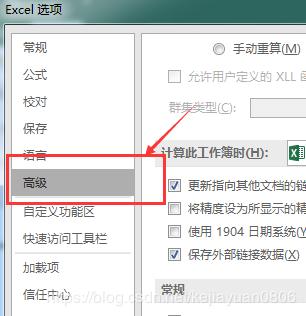 Excel 选项
常规
公式
校对
保存
语言
高级
自定义功能区
快速访问工具栏
加载项
信任中心
手动重算(M)
允许用户定义的 XLL
群集类型(C):
计算此工作簿时(H):
更新指向其他文档的链
将精度设为所显示的精
使用 1904 日期系统(Y
保存外部链接数据(X)
常规
https://blog.csdn.net/kejiayuan0806